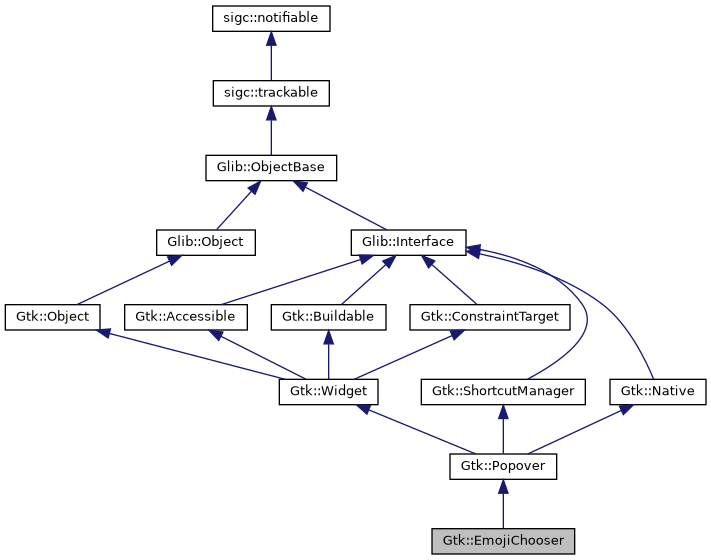 sigc::notifiable
sigc::trackable
Glib::ObjectBase
Glib::Object
Glib::Interface
Gtk::Object
Gtk::Accessible
Gtk::Buildable
Gtk::ConstraintTarget
Gtk::Widget
Gtk::ShortcutManager
Gtk::Native
Gtk::Popover
Gtk::EmojiChooser